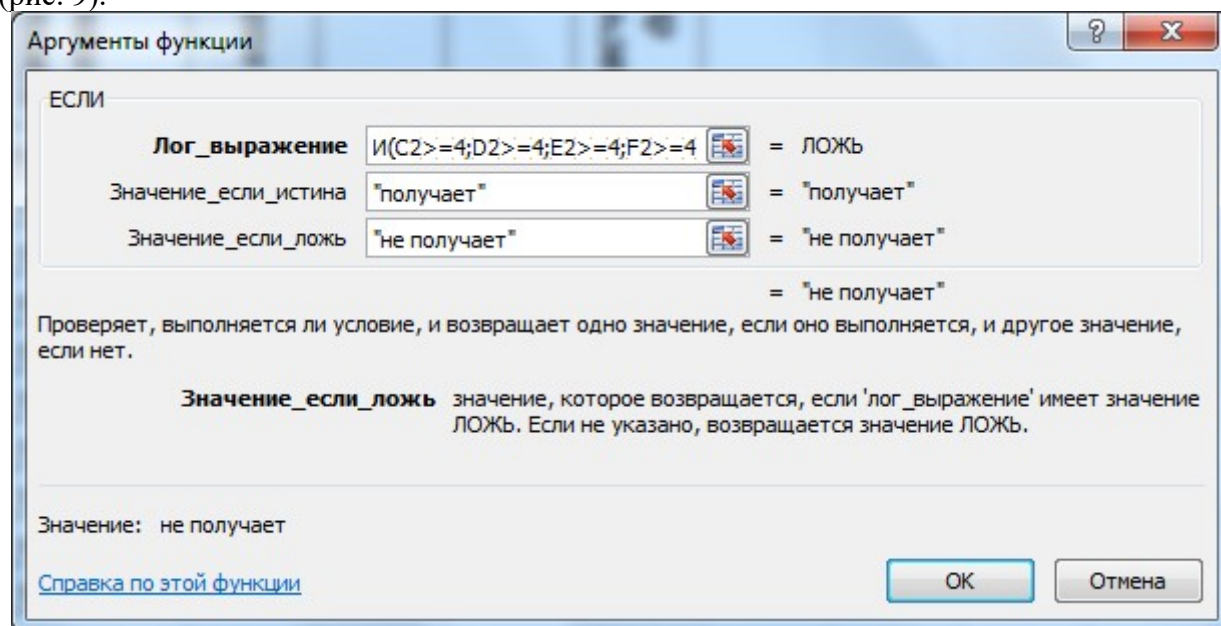 (рис. 9).
Аргументы функции
ЕСЛИ
Лог_выражение И(C2>=4;D2>=4;E2>=4;F2>=4 = ЛОЖЬ
Значение_если_истина "получает" = "получает"
Значение_если_ложь "не получает" = "не получает"
= "не получает"
Проверяет, выполняется ли условие, и возвращает одно значение, если оно выполняется, и другое значение,
если нет.
Значение_если_ложь значение, которое возвращается, если 'лог_выражение' имеет значение
ЛОЖЬ. Если не указано, возвращается значение ЛОЖЬ.
Значение: не получает
Справка по этой функции
ОК
Отмена